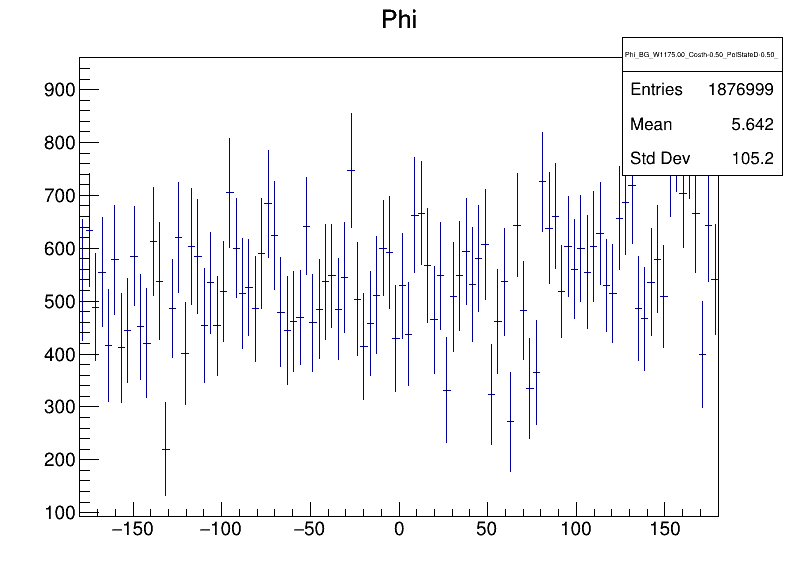 Phi
Phi_BG_W1175.00_Costh-0.50_PolStateD-0.50_
Entries 1876999
Mean 5.642
Std Dev 105.2
900
800
700
600
500
400
300
200
100
−150 −100 −50 0 50 100 150